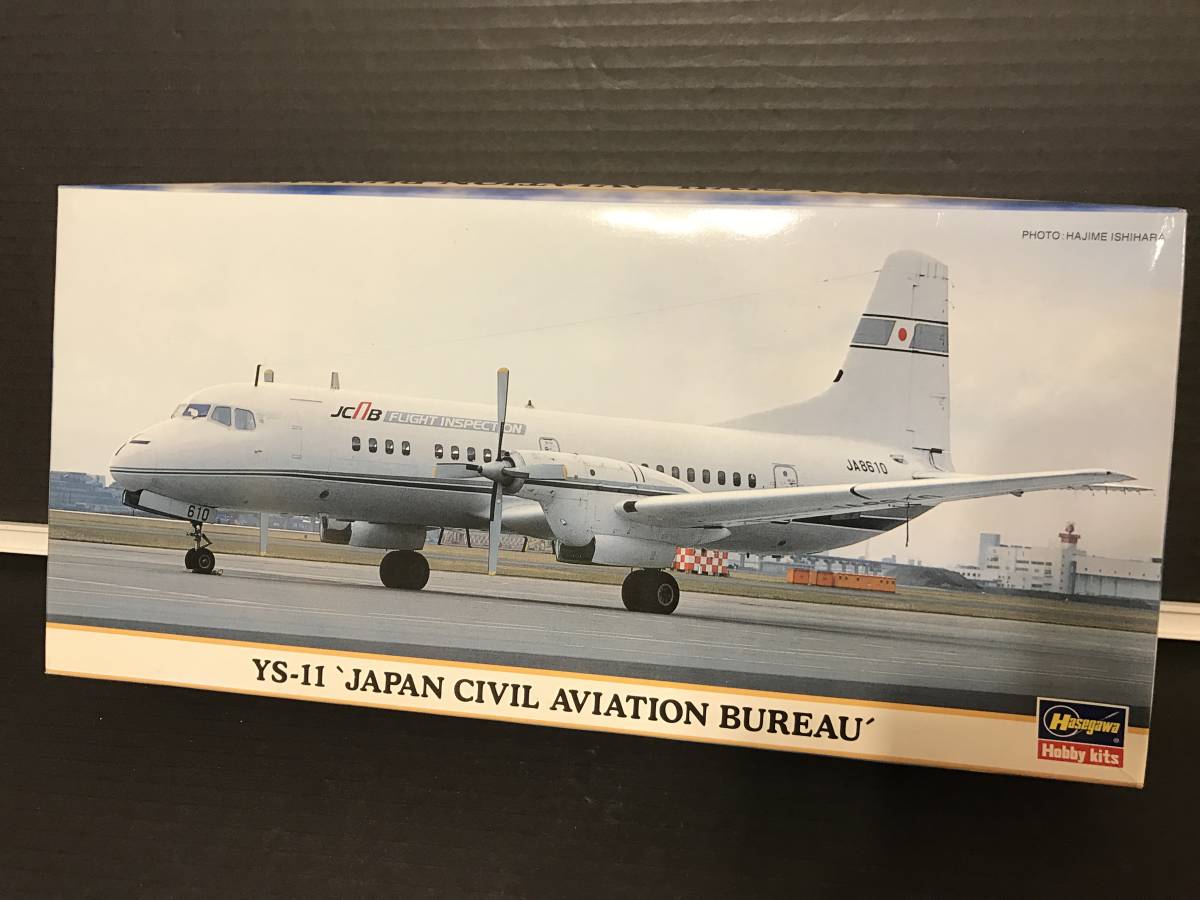 PHOTO: HAJIME ISHIHARA
JCAB FLIGHT INSPECTION
JA8610
610
YS-11 `JAPAN CIVIL AVIATION BUREAU´
Hasegawa
Hobby kits